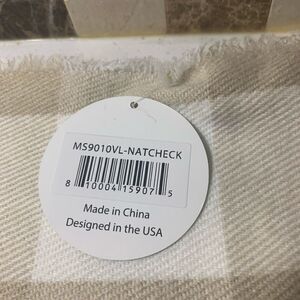 MS9010VL-NATCHECK
8 10004 15907 5
Made in China
Designed in the USA